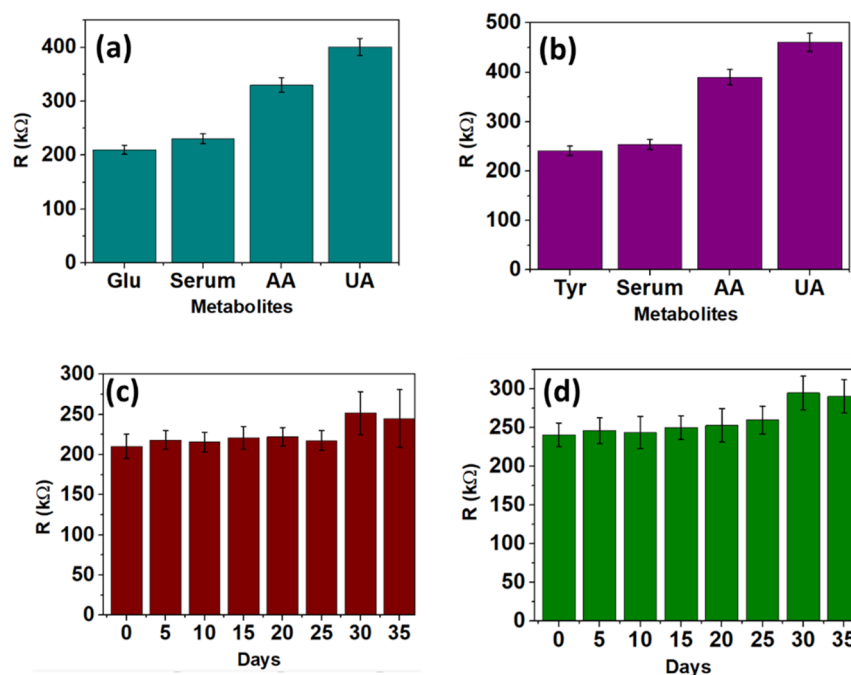 (a)
R (kΩ)
400
300
200
100
0
Glu Serum AA UA
Metabolites
(b)
R (kΩ)
500
400
300
200
100
0
Tyr Serum AA UA
Metabolites
(c)
R (kΩ)
300
250
200
150
100
50
0
0 5 10 15 20 25 30 35
Days
(d)
R (kΩ)
300
250
200
150
100
50
0
0 5 10 15 20 25 30 35
Days